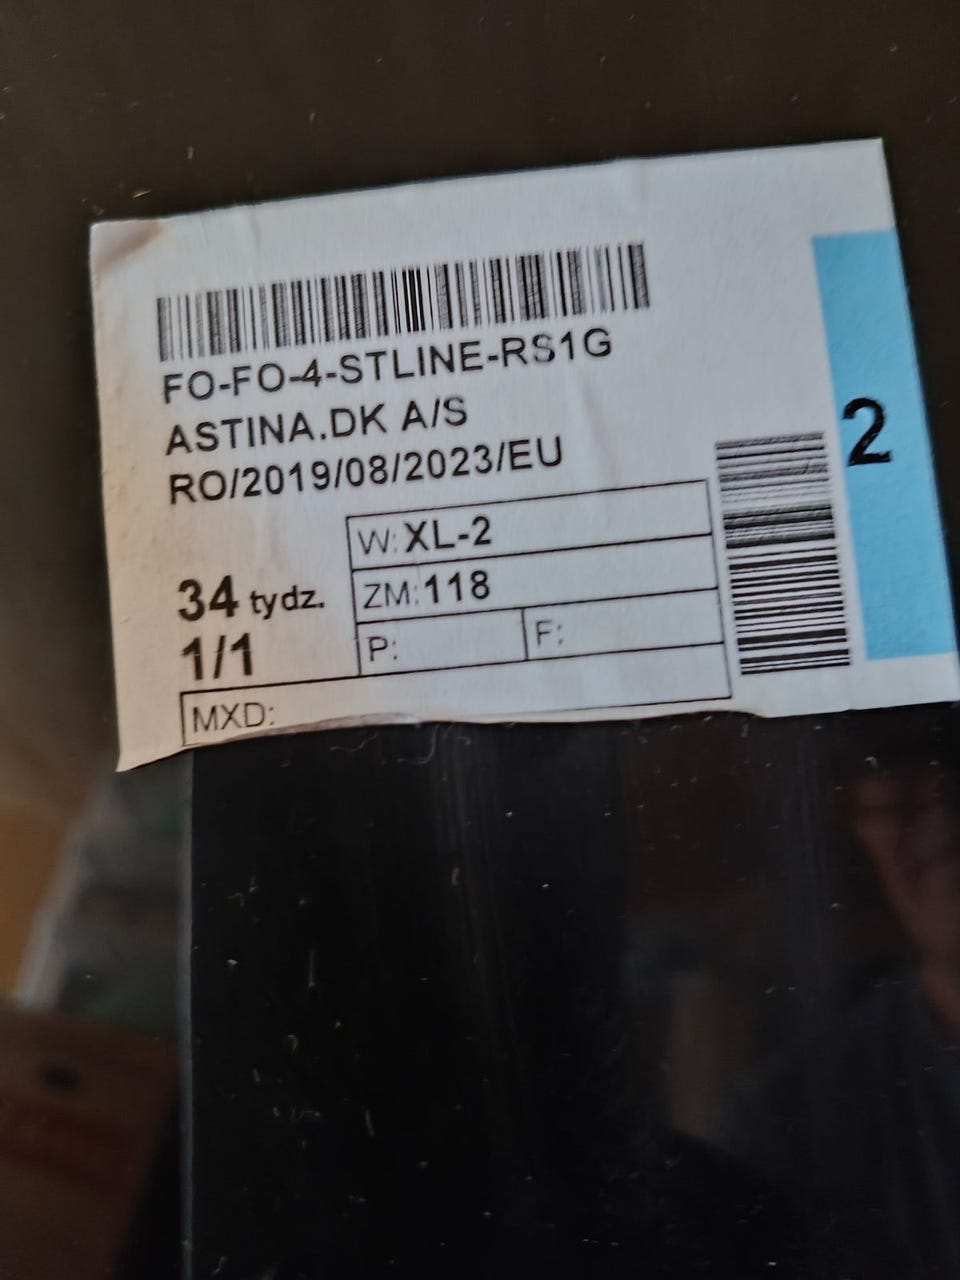 FO-FO-4-STLINE-RS1G
ASTINA.DK A/S
RO/2019/08/2023/EU
2
W: XL-2
34 tydz.
ZM: 118
1/1
P: F:
MXD: